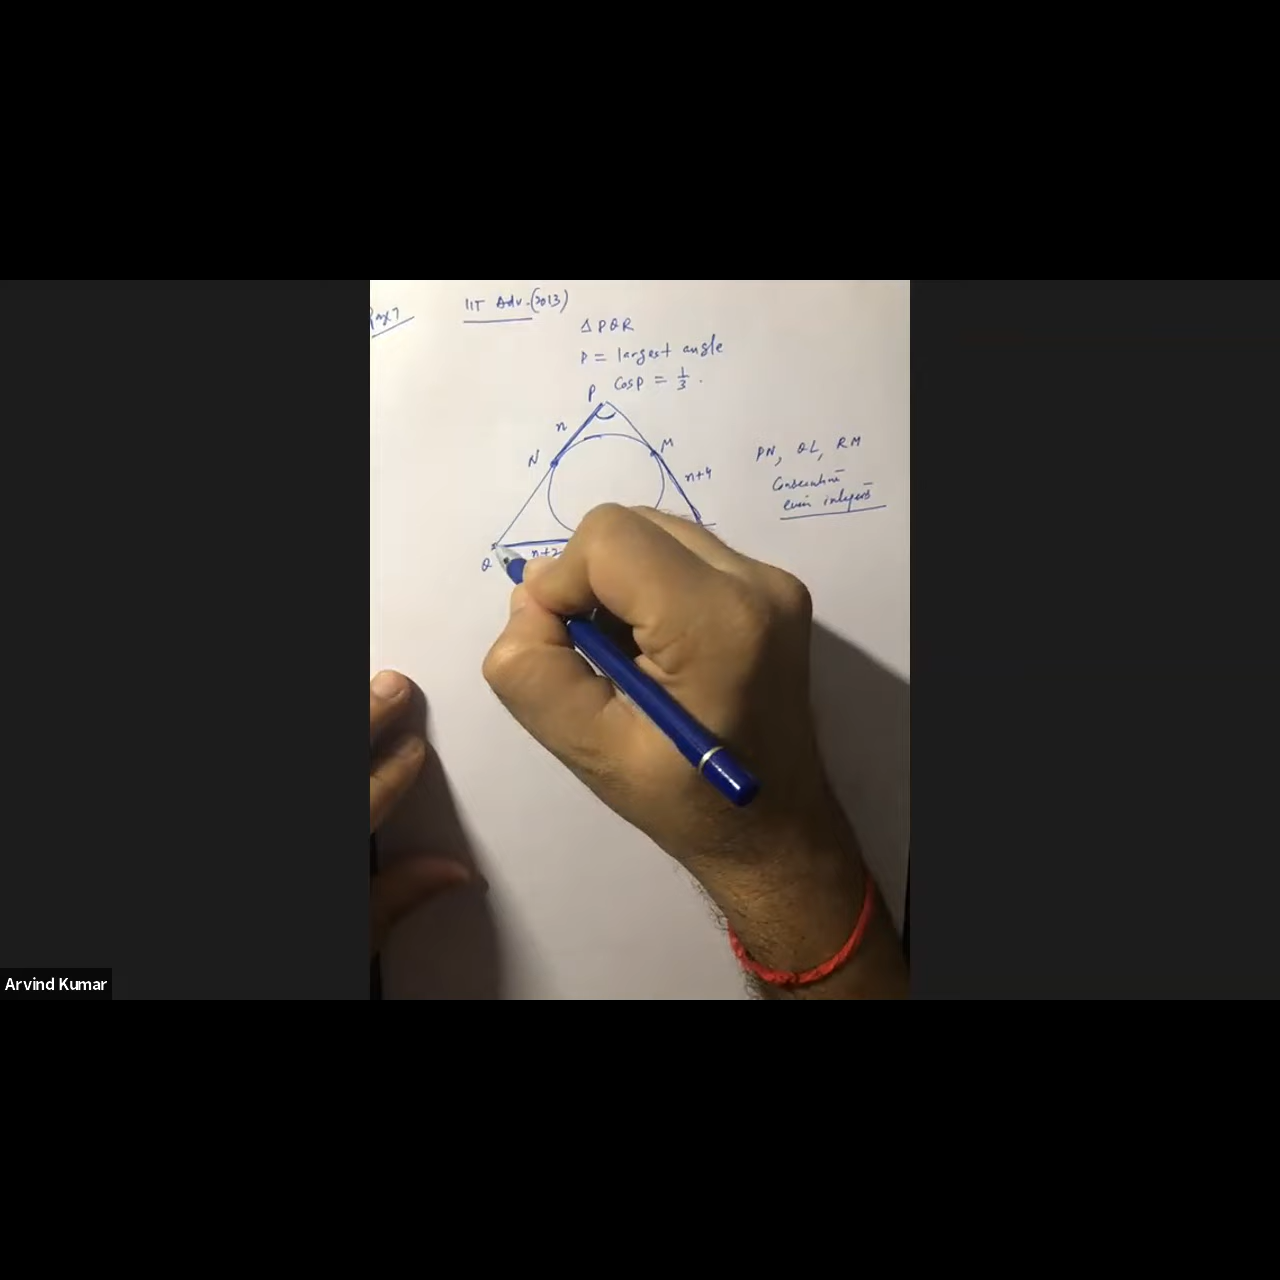 IIT Adv. (2013)
Δ PQR
P = largest angle
Cos P = 1/3 .
P
n
N
M
n+4
PN, QL, RM
Consecutive
even integers
Q
n+2
Arvind Kumar